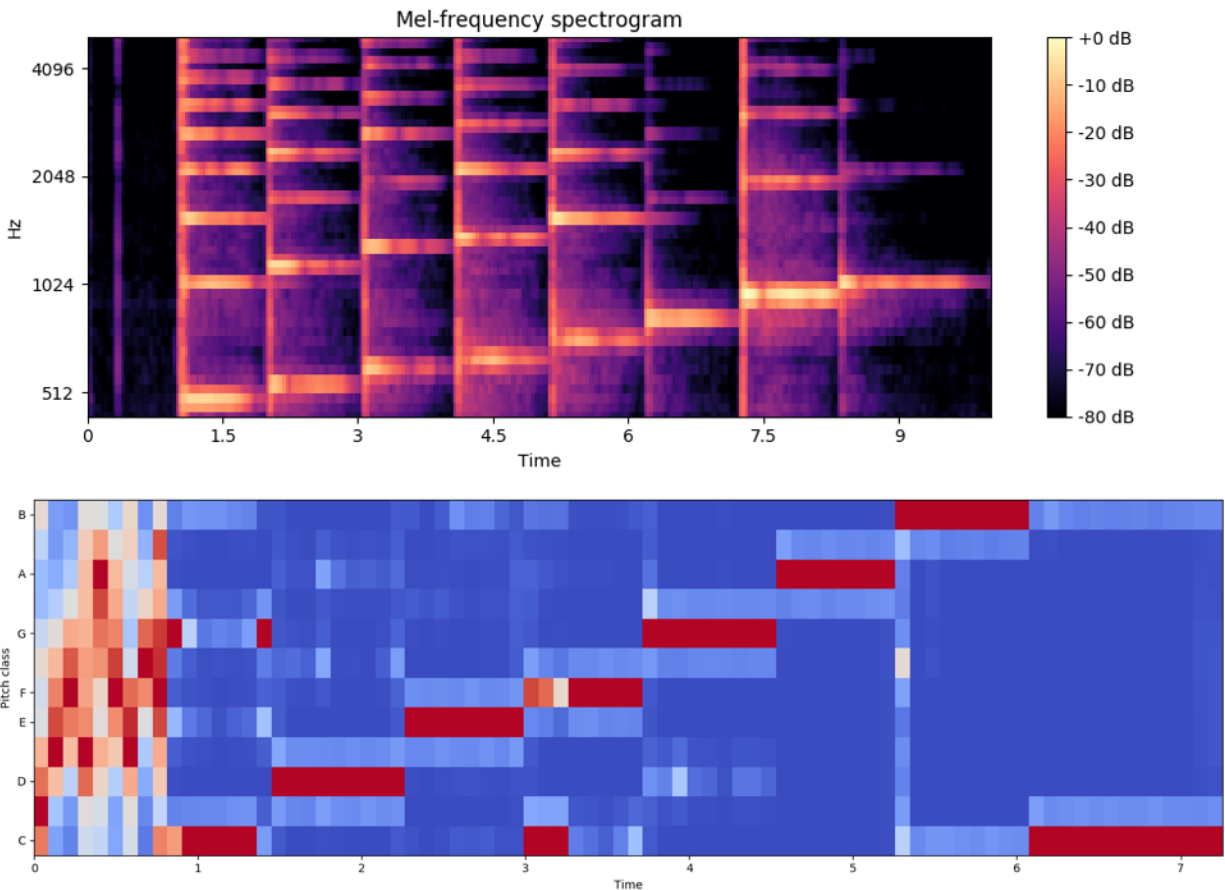 Mel-frequency spectrogram
4096
2048
1024
512
Hz
0 1.5 3 4.5 6 7.5 9
Time
+0 dB
-10 dB
-20 dB
-30 dB
-40 dB
-50 dB
-60 dB
-70 dB
-80 dB
B
A
G
F
E
D
C
Pitch class
0 1 2 3 4 5 6 7
Time